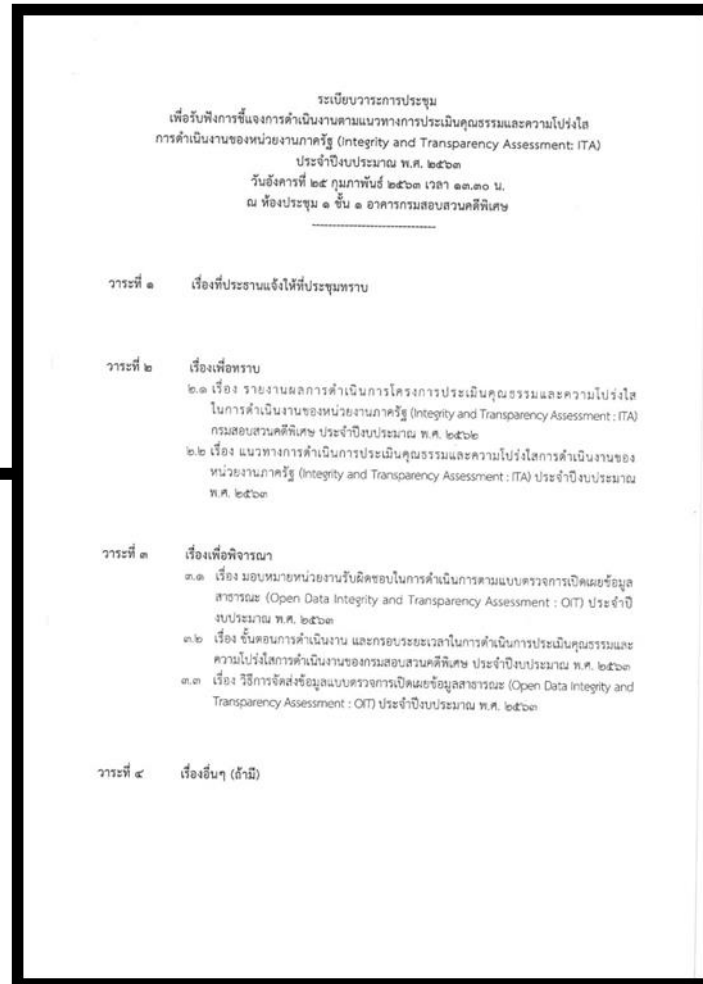 ระเบียบวาระการประชุม
เพื่อรับฟังการชี้แจงการดำเนินงานตามแนวทางการประเมินคุณธรรมและความโปร่งใส
การดำเนินงานของหน่วยงานภาครัฐ (Integrity and Transparency Assessment: ITA)
ประจำปีงบประมาณ พ.ศ. ๒๕๖๓
วันอังคารที่ ๒๕ กุมภาพันธ์ ๒๕๖๓ เวลา ๑๓.๓๐ น.
ณ ห้องประชุม ๑ ชั้น ๑ อาคารกรมสอบสวนคดีพิเศษ
------------------------------
วาระที่ ๑ เรื่องที่ประธานแจ้งให้ที่ประชุมทราบ
วาระที่ ๒ เรื่องเพื่อทราบ
๒.๑ เรื่อง รายงานผลการดำเนินการโครงการประเมินคุณธรรมและความโปร่งใส
ในการดำเนินงานของหน่วยงานภาครัฐ (Integrity and Transparency Assessment : ITA)
กรมสอบสวนคดีพิเศษ ประจำปีงบประมาณ พ.ศ. ๒๕๖๒
๒.๒ เรื่อง แนวทางการดำเนินการประเมินคุณธรรมและความโปร่งใสการดำเนินงานของ
หน่วยงานภาครัฐ (Integrity and Transparency Assessment : ITA) ประจำปีงบประมาณ
พ.ศ. ๒๕๖๓
วาระที่ ๓ เรื่องเพื่อพิจารณา
๓.๑ เรื่อง มอบหมายหน่วยงานรับผิดชอบในการดำเนินการตามแบบตรวจการเปิดเผยข้อมูล
สาธารณะ (Open Data Integrity and Transparency Assessment : OIT) ประจำปี
งบประมาณ พ.ศ. ๒๕๖๓
๓.๒ เรื่อง ขั้นตอนการดำเนินงาน และกรอบระยะเวลาในการดำเนินการประเมินคุณธรรมและ
ความโปร่งใสการดำเนินงานของกรมสอบสวนคดีพิเศษ ประจำปีงบประมาณ พ.ศ. ๒๕๖๓
๓.๓ เรื่อง วิธีการจัดส่งข้อมูลแบบตรวจการเปิดเผยข้อมูลสาธารณะ (Open Data Integrity and
Transparency Assessment : OIT) ประจำปีงบประมาณ พ.ศ. ๒๕๖๓
วาระที่ ๔ เรื่องอื่นๆ (ถ้ามี)